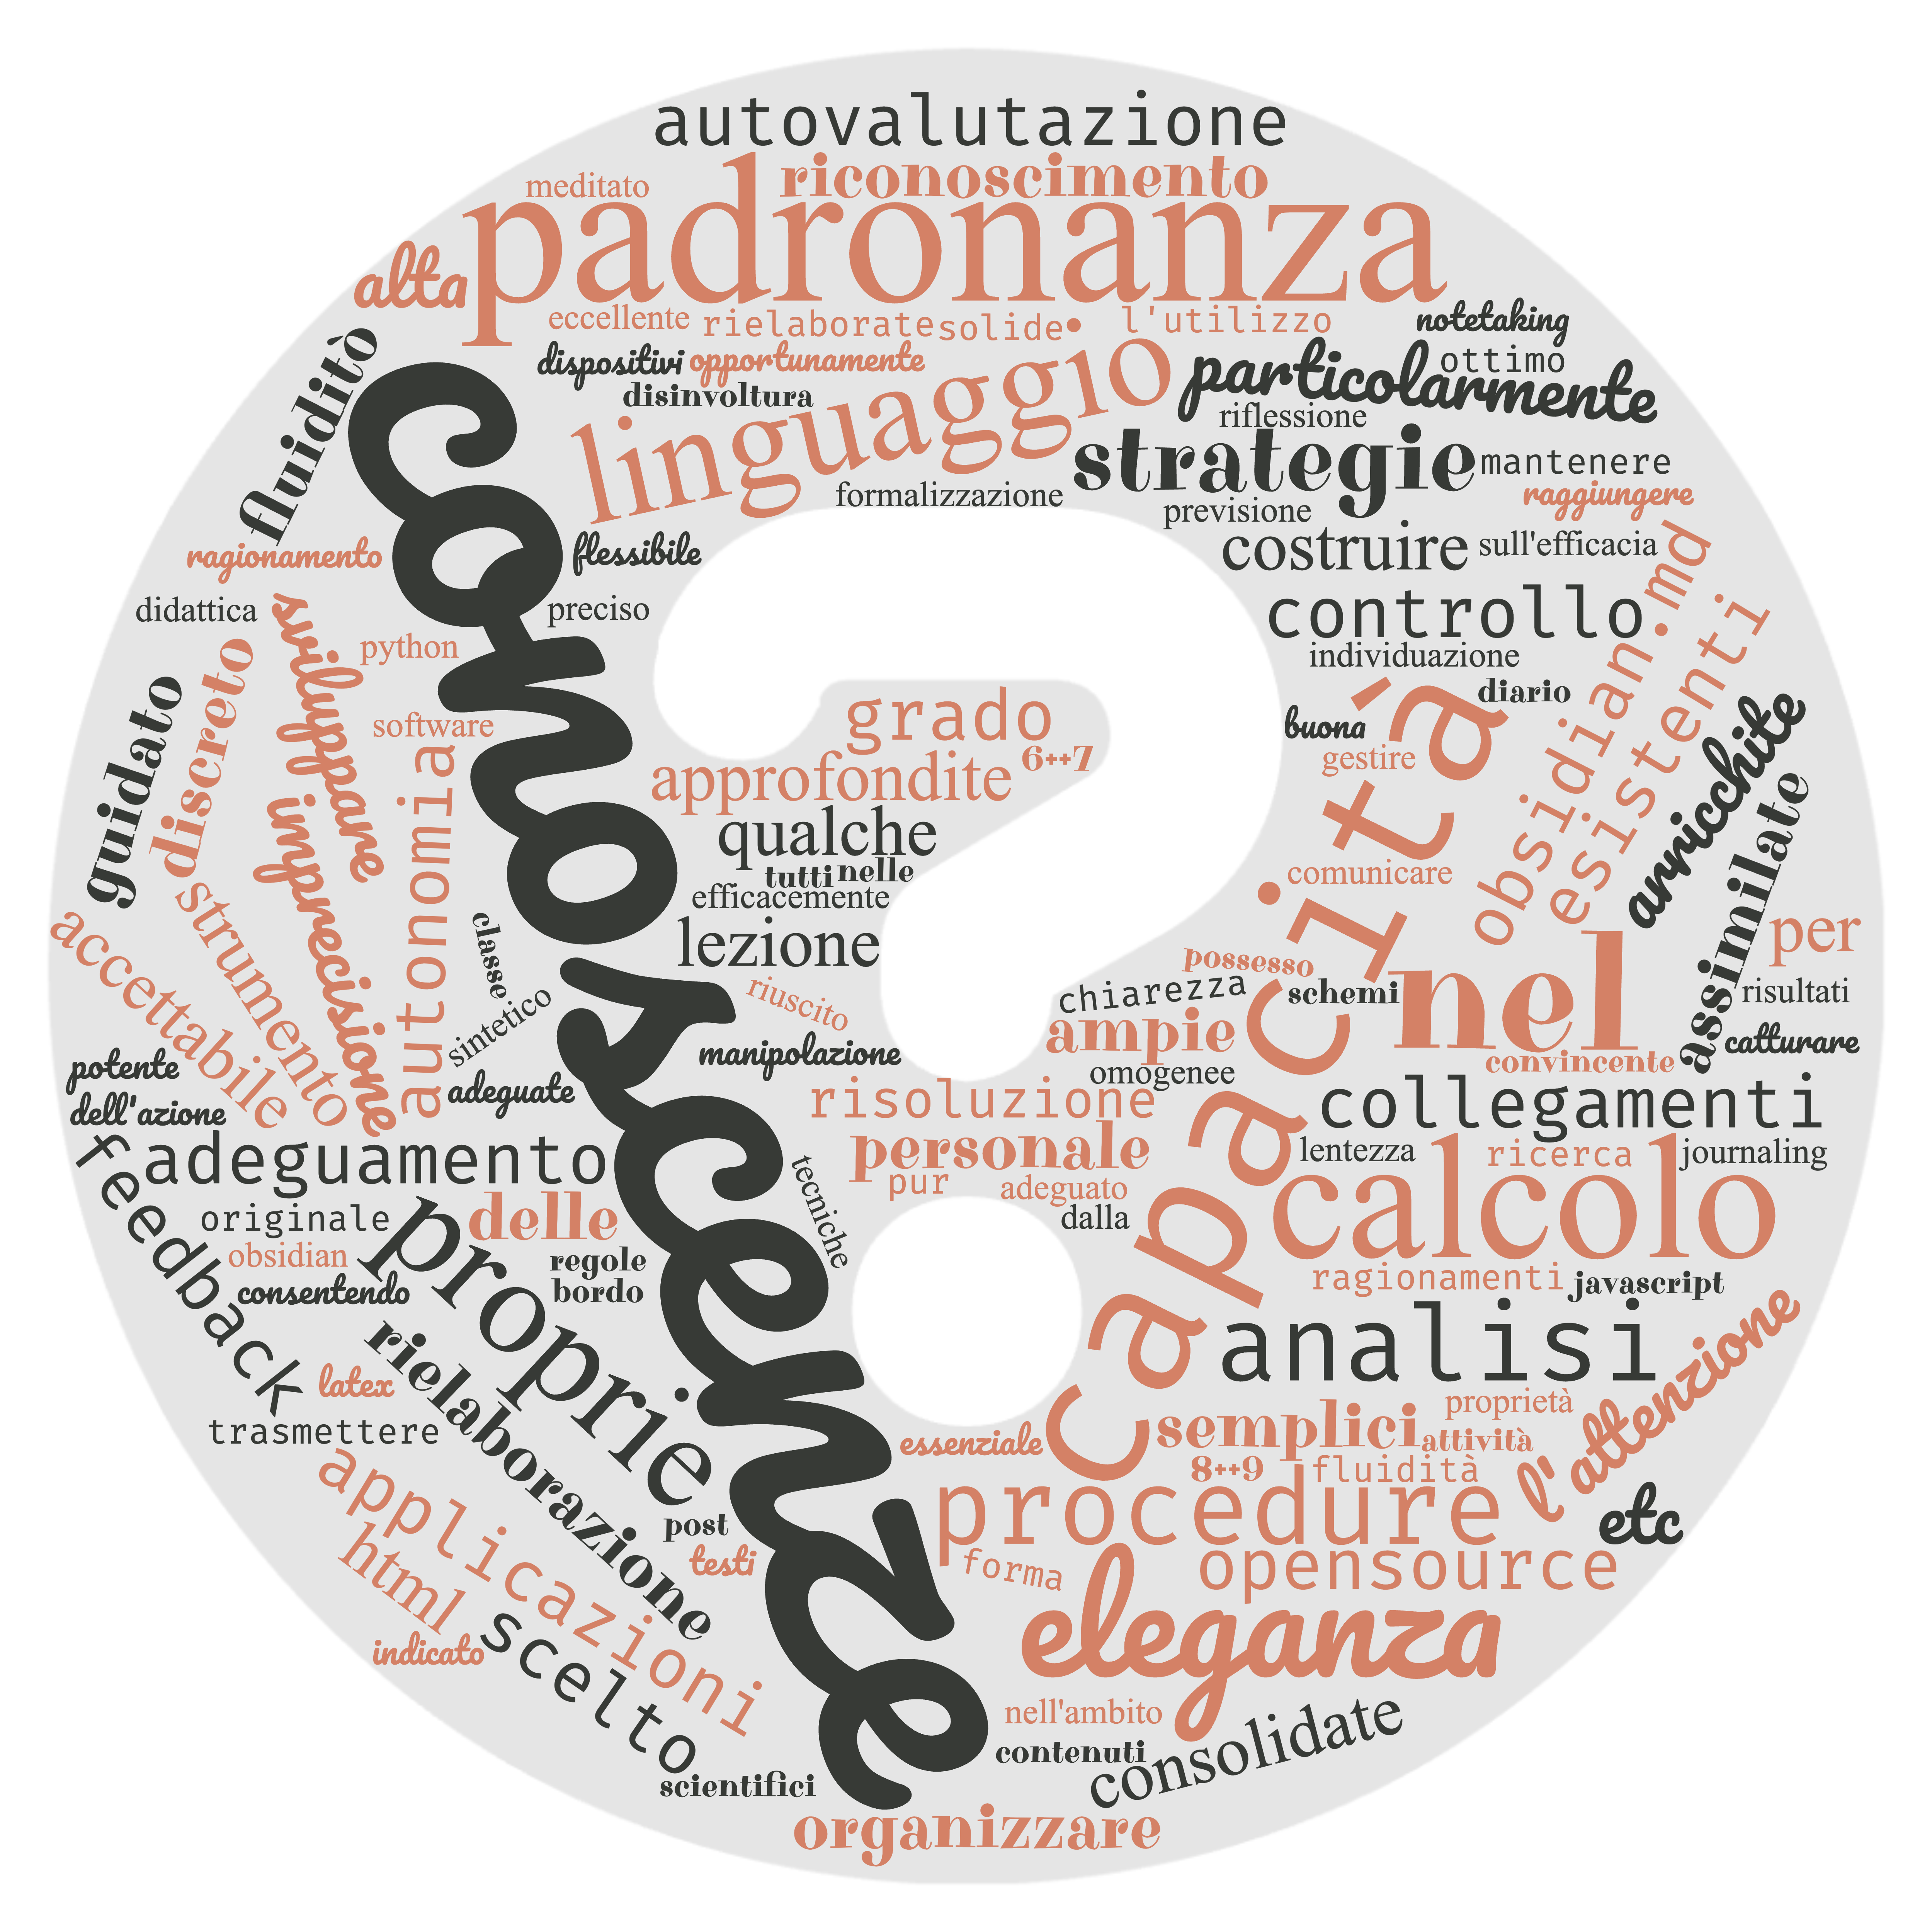 autovalutazione
riconoscimento
meditato
padronanza
alta
eccellente
rielaborate
solide
l'utilizzo
notetaking
dispositivi
opportunamente
disinvoltura
linguaggio
particolarmente
ottimo
riflessione
fluiditò
conoscenze
strategie
mantenere
raggiungere
formalizzazione
previsione
costruire
sull'efficacia
ragionamento
flessibile
didattica
preciso
controllo
individuazione
obsidian.md
esistenti
python
sviluppare
discreto
guidato
software
grado
6++7
approfondite
diario
buona
gestire
capacita'
arricchite
qualche
tutti
nelle
efficacemente
lezione
comunicare
assimilato
per
autonomia
imprecisione
strumento
accettabile
classe
sintetico
riuscito
possesso
chiarezza
schemi
nel
risultati
catturare
convincente
ampie
manipolazione
omogenee
potente
adeguate
dell'azione
risoluzione
collegamenti
feedback
adeguamento
personale
lentezza
ricerca
journaling
pur
adeguato
dalla
tecniche
calcolo
originale
delle
proprie
obsidian
regole
bordo
consentendo
ragionamenti
javascript
analisi
l'attenzione
rielaborazione
latex
trasmettere
proprietà
semplici
attività
essenziale
8++9
fluidità
applicazioni
html
post
testi
procedure
etc
forma
opensource
indicato
scelto
eleganza
nell'ambito
contenuti
consolidate
scientifici
organizzare